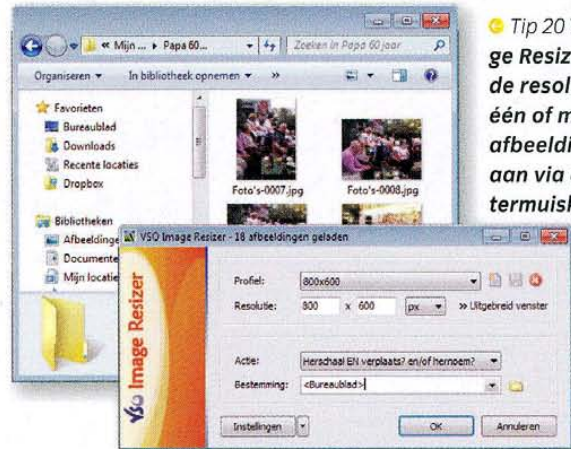 « Mijn ... ▸ Papa 60...
Zoeken in Papa 60 jaar
Organiseren
In bibliotheek opnemen
»
Favorieten
Bureaublad
Downloads
Recente locaties
Dropbox
Bibliotheken
Afbeeldinge
Documente
Mijn locatie
Foto's-0007.jpg
Foto's-0008.jpg
Tip 20
ge Resiz
de resol
één of m
afbeeldi
aan via
termuis
VSO Image Resizer - 18 afbeeldingen geladen
VSO Image Resizer
Profiel: 800x600
Resolutie: 800 x 600 px » Uitgebreid venster
Actie: Herschaal EN verplaats? en/of hernoem?
Bestemming: <Bureaublad>
Instellingen OK Annuleren